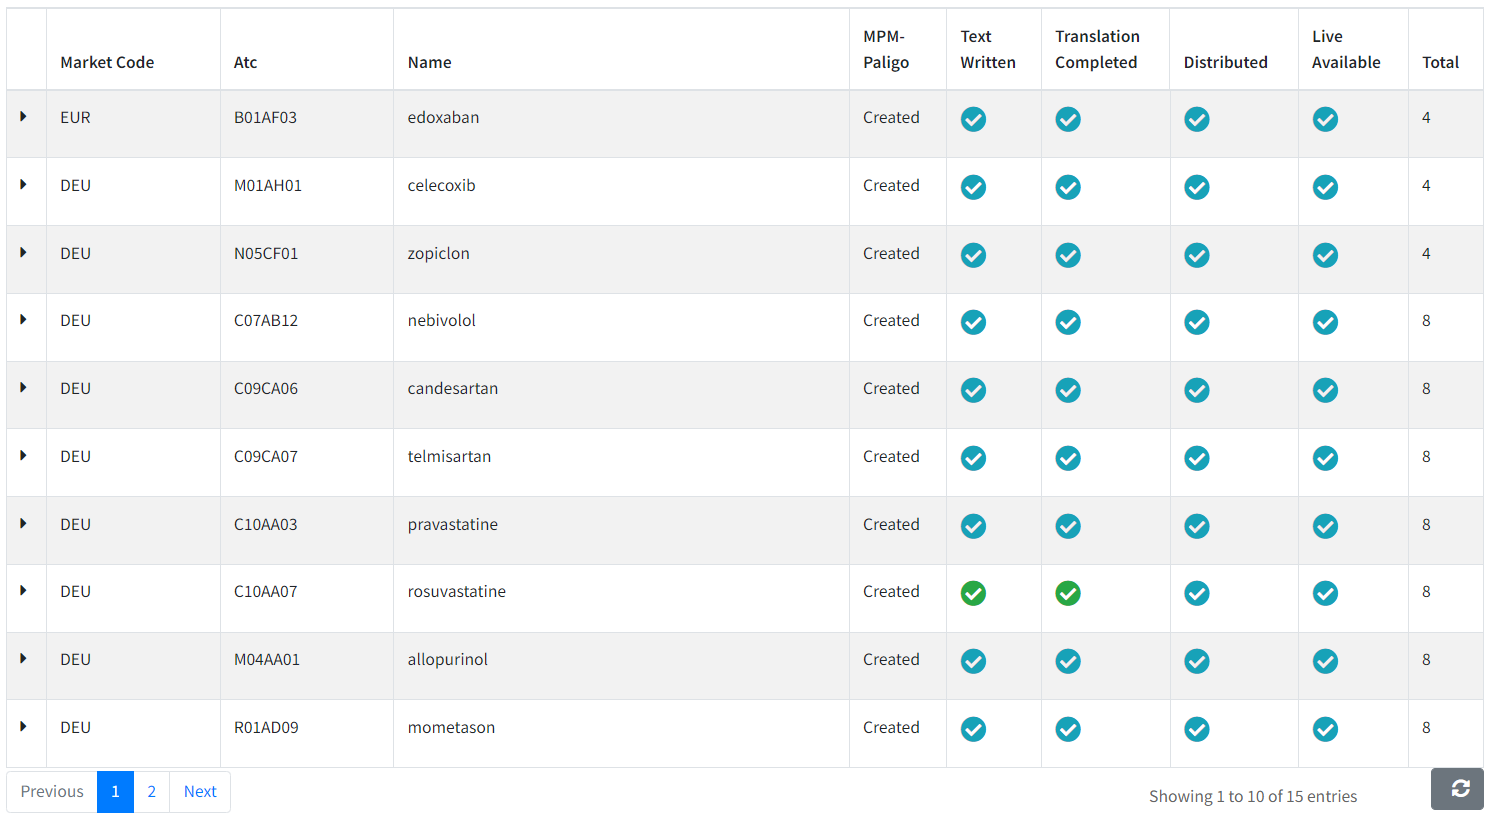 Market Code Atc Name MPM-Paligo Text Written Translation Completed Distributed Live Available Total
EUR B01AF03 edoxaban Created 4
DEU M01AH01 celecoxib Created 4
DEU N05CF01 zopiclon Created 4
DEU C07AB12 nebivolol Created 8
DEU C09CA06 candesartan Created 8
DEU C09CA07 telmisartan Created 8
DEU C10AA03 pravastatine Created 8
DEU C10AA07 rosuvastatine Created 8
DEU M04AA01 allopurinol Created 8
DEU R01AD09 mometason Created 8
Previous 1 2 Next Showing 1 to 10 of 15 entries